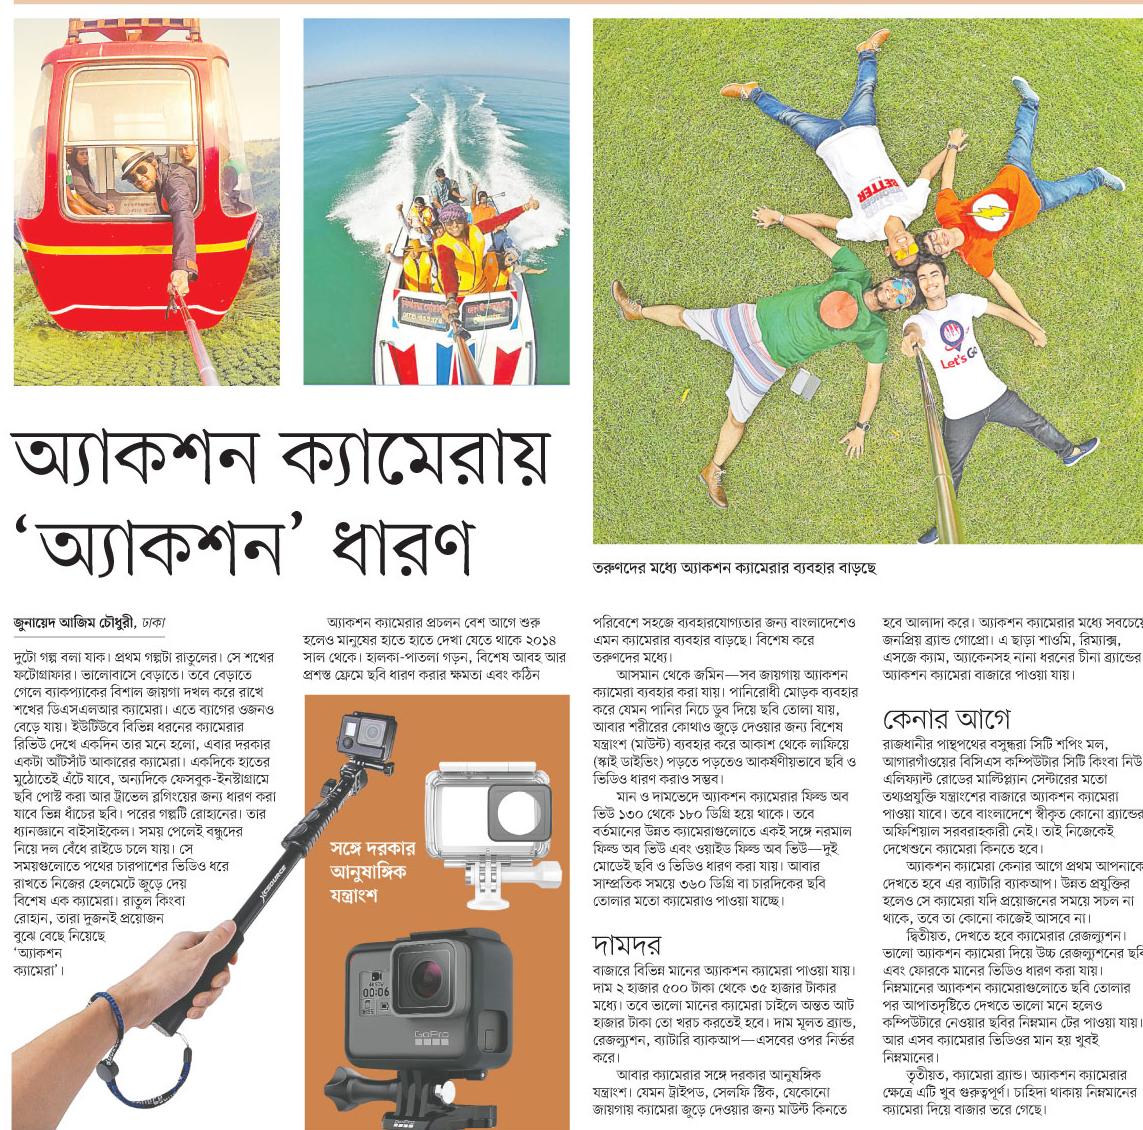 অ্যাকশন ক্যামেরায়
‘অ্যাকশন’ ধারণ
তরুণদের মধ্যে অ্যাকশন ক্যামেরার ব্যবহার বাড়ছে
জুনায়েদ আজিম চৌধুরী, ঢাকা
দুটো গল্প বলা যাক। প্রথম গল্পটা রাতুলের। সে শখের
ফটোগ্রাফার। ভালোবাসে বেড়াতে। তবে বেড়াতে
গেলে ব্যাকপ্যাকের বিশাল জায়গা দখল করে রাখে
শখের ডিএসএলআর ক্যামেরা। এতে ব্যাগের ওজনও
বেড়ে যায়। ইউটিউবে বিভিন্ন ধরনের ক্যামেরার
রিভিউ দেখে একদিন তার মনে হলো, এবার দরকার
একটা আঁটসাঁট আকারের ক্যামেরা। একদিকে হাতের
মুঠোতেই এঁটে যাবে, অন্যদিকে ফেসবুক-ইনস্টাগ্রামে
ছবি পোস্ট করা আর ট্রাভেল ব্লগিংয়ের জন্য ধারণ করা
যাবে ভিন্ন ধাঁচের ছবি। পরের গল্পটি রোহানের। তার
ধ্যানজ্ঞানে বাইসাইকেল। সময় পেলেই বন্ধুদের
নিয়ে দল বেঁধে রাইডে চলে যায়। সে
সময়গুলোতে পথের চারপাশের ভিডিও ধরে
রাখতে নিজের হেলমেটে জুড়ে দেয়
বিশেষ এক ক্যামেরা। রাতুল কিংবা
রোহান, তারা দুজনই প্রয়োজন
বুঝে বেছে নিয়েছে
‘অ্যাকশন
ক্যামেরা’।
অ্যাকশন ক্যামেরার প্রচলন বেশ আগে শুরু
হলেও মানুষের হাতে হাতে দেখা যেতে থাকে ২০১৪
সাল থেকে। হালকা-পাতলা গড়ন, বিশেষ আবহ আর
প্রশস্ত ফ্রেমে ছবি ধারণ করার ক্ষমতা এবং কঠিন
সঙ্গে দরকার
আনুষাঙ্গিক
যন্ত্রাংশ
XCSOURCE
00:06
GoPro
পরিবেশে সহজে ব্যবহারযোগ্যতার জন্য বাংলাদেশেও
এমন ক্যামেরার ব্যবহার বাড়ছে। বিশেষ করে
তরুণদের মধ্যে।
আসমান থেকে জমিন—সব জায়গায় অ্যাকশন
ক্যামেরা ব্যবহার করা যায়। পানিরোধী মোড়ক ব্যবহার
করে যেমন পানির নিচে ডুব দিয়ে ছবি তোলা যায়,
আবার শরীরের কোথাও জুড়ে দেওয়ার জন্য বিশেষ
যন্ত্রাংশ (মাউন্ট) ব্যবহার করে আকাশ থেকে লাফিয়ে
(স্কাই ডাইভিং) পড়তে পড়তেও আকর্ষণীয়ভাবে ছবি ও
ভিডিও ধারণ করাও সম্ভব।
মান ও দামভেদে অ্যাকশন ক্যামেরার ফিল্ড অব
ভিউ ১৩০ থেকে ১৮০ ডিগ্রি হয়ে থাকে। তবে
বর্তমানের উন্নত ক্যামেরাগুলোতে একই সঙ্গে নরমাল
ফিল্ড অব ভিউ এবং ওয়াইড ফিল্ড অব ভিউ—দুই
মোডেই ছবি ও ভিডিও ধারণ করা যায়। আবার
সাম্প্রতিক সময়ে ৩৬০ ডিগ্রি বা চারদিকের ছবি
তোলার মতো ক্যামেরাও পাওয়া যাচ্ছে।
দামদর
বাজারে বিভিন্ন মানের অ্যাকশন ক্যামেরা পাওয়া যায়।
দাম ২ হাজার ৫০০ টাকা থেকে ৩৫ হাজার টাকার
মধ্যে। তবে ভালো মানের ক্যামেরা চাইলে অন্তত আট
হাজার টাকা তো খরচ করতেই হবে। দাম মূলত ব্র্যান্ড,
রেজল্যুশন, ব্যাটারি ব্যাকআপ—এসবের ওপর নির্ভর
করে।
আবার ক্যামেরার সঙ্গে দরকার আনুষঙ্গিক
যন্ত্রাংশ। যেমন ট্রাইপড, সেলফি স্টিক, যেকোনো
জায়গায় ক্যামেরা জুড়ে দেওয়ার জন্য মাউন্ট কিনতে
হবে আলাদা করে। অ্যাকশন ক্যামেরার মধ্যে সবচেয়ে
জনপ্রিয় ব্র্যান্ড গোপ্রো। এ ছাড়া শাওমি, রিম্যাক্স,
এসজে ক্যাম, অ্যাকেনসহ নানা ধরনের চীনা ব্র্যান্ডের
অ্যাকশন ক্যামেরা বাজারে পাওয়া যায়।
কেনার আগে
রাজধানীর পান্থপথের বসুন্ধরা সিটি শপিং মল,
আগারগাঁওয়ের বিসিএস কম্পিউটার সিটি কিংবা নিউ
এলিফ্যান্ট রোডের মাল্টিপ্ল্যান সেন্টারের মতো
তথ্যপ্রযুক্তি যন্ত্রাংশের বাজারে অ্যাকশন ক্যামেরা
পাওয়া যাবে। তবে বাংলাদেশে স্বীকৃত কোনো ব্র্যান্ডের
অফিশিয়াল সরবরাহকারী নেই। তাই নিজেকেই
দেখেশুনে ক্যামেরা কিনতে হবে।
অ্যাকশন ক্যামেরা কেনার আগে প্রথম আপনাকে
দেখতে হবে এর ব্যাটারি ব্যাকআপ। উন্নত প্রযুক্তির
হলেও সে ক্যামেরা যদি প্রয়োজনের সময়ে সচল না
থাকে, তবে তা কোনো কাজেই আসবে না।
দ্বিতীয়ত, দেখতে হবে ক্যামেরার রেজল্যুশন।
ভালো অ্যাকশন ক্যামেরা দিয়ে উচ্চ রেজল্যুশনের ছবি
এবং ফোরকে মানের ভিডিও ধারণ করা যায়।
নিম্নমানের অ্যাকশন ক্যামেরাগুলোতে ছবি তোলার
পর আপাতদৃষ্টিতে দেখতে ভালো মনে হলেও
কম্পিউটারে নেওয়ার ছবির নিম্নমান টের পাওয়া যায়।
আর এসব ক্যামেরার ভিডিওর মান হয় খুবই
নিম্নমানের।
তৃতীয়ত, ক্যামেরা ব্র্যান্ড। অ্যাকশন ক্যামেরার
ক্ষেত্রে এটি খুব গুরুত্বপূর্ণ। চাহিদা থাকায় নিম্নমানের
ক্যামেরা দিয়ে বাজার ভরে গেছে।
BETTER
Let's Go